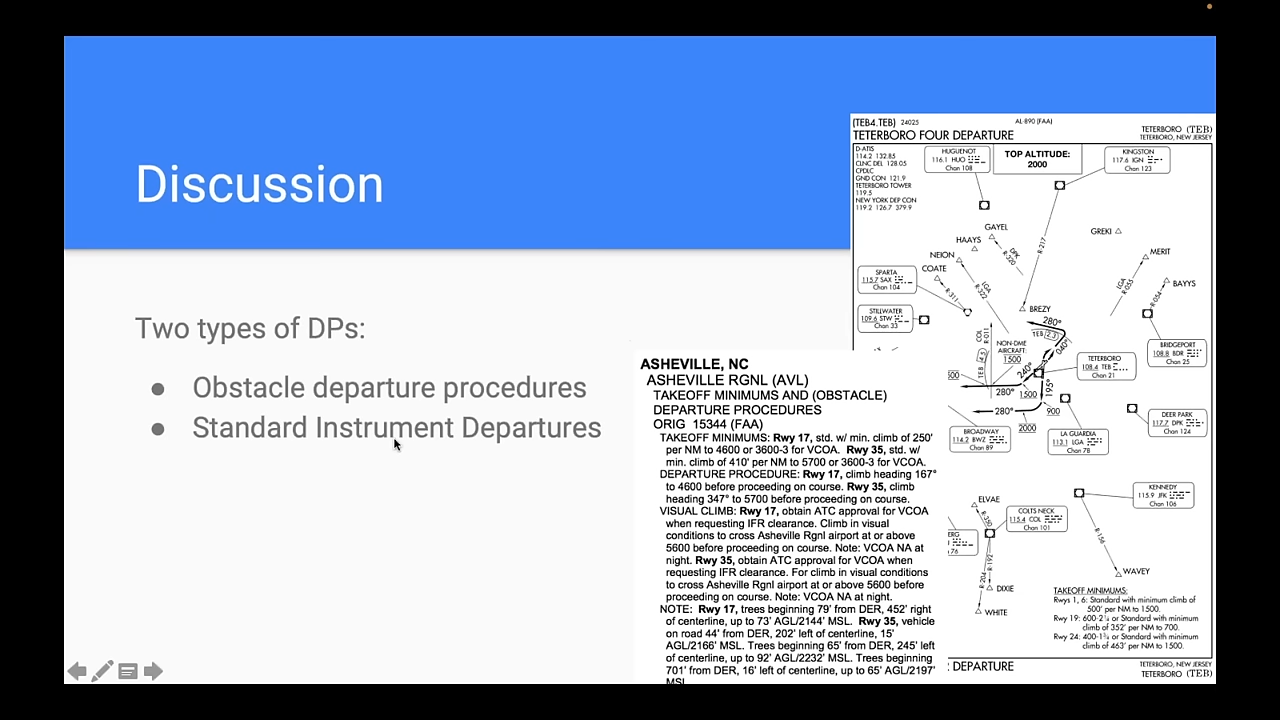 Discussion
Two types of DPs:
● Obstacle departure procedures
● Standard Instrument Departures
ASHEVILLE, NC
ASHEVILLE RGNL (AVL)
TAKEOFF MINIMUMS AND (OBSTACLE)
DEPARTURE PROCEDURES
ORIG 15344 (FAA)
TAKEOFF MINIMUMS: Rwy 17, std. w/ min. climb of 250'
per NM to 4600 or 3600-3 for VCOA. Rwy 35, std. w/
min. climb of 410' per NM to 5700 or 3600-3 for VCOA.
DEPARTURE PROCEDURE: Rwy 17, climb heading 167°
to 4600 before proceeding on course. Rwy 35, climb
heading 347° to 5700 before proceeding on course.
VISUAL CLIMB: Rwy 17, obtain ATC approval for VCOA
when requesting IFR clearance. Climb in visual
conditions to cross Asheville Rgnl airport at or above
5600 before proceeding on course. Note: VCOA NA at
night. Rwy 35, obtain ATC approval for VCOA when
requesting IFR clearance. For climb in visual conditions
to cross Asheville Rgnl airport at or above 5600 before
proceeding on course. Note: VCOA NA at night.
NOTE: Rwy 17, trees beginning 79' from DER, 452' right
of centerline, up to 73' AGL/2144' MSL. Rwy 35, vehicle
on road 44' from DER, 202' left of centerline, 15'
AGL/2166' MSL. Trees beginning 65' from DER, 245' left
of centerline, up to 92' AGL/2232' MSL. Trees beginning
701' from DER, 16' left of centerline, up to 65' AGL/2197'
MSL
(TEB4.TEB) 24025
AL-890 (FAA)
TETERBORO FOUR DEPARTURE
TETERBORO (TEB)
TETERBORO, NEW JERSEY
D-ATIS
114.2 132.85
CLNC DEL 128.05
CPDLC
GND CON 121.9
TETERBORO TOWER
119.5
NEW YORK DEP CON
119.2 126.7 379.9
HUGUENOT
116.1 HUO
Chan 108
TOP ALTITUDE:
2000
KINGSTON
117.6 IGN
Chan 123
GAYEL
HAAYS
NEION
COATE
GREKI
MERIT
BAYYS
DPK
R-320
R-217
LGA
R-322
R-311
LGA
R-055
R-054
SPARTA
115.7 SAX
Chan 104
STILLWATER
109.6 STW
Chan 33
BREZY
280°
040°
COL
R-011
NON-DME
AIRCRAFT:
1500
240°
1500
195°
280°
280°
900
2000
TETERBORO
108.4 TEB
Chan 21
BRIDGEPORT
108.8 BDR
Chan 25
BROADWAY
114.2 BWZ
Chan 89
LA GUARDIA
113.1 LGA
Chan 78
DEER PARK
117.7 DPK
Chan 124
KENNEDY
115.9 JFK
Chan 106
ELVAE
R-350
COLTS NECK
115.4 COL
Chan 101
R-192
R-204
DIXIE
WHITE
R-156
WAVEY
TAKEOFF MINIMUMS:
Rwys 1, 6: Standard with minimum climb of
500' per NM to 1500.
Rwy 19: 600-2¼ or Standard with minimum
climb of 352' per NM to 700.
Rwy 24: 400-1¾ or Standard with minimum
climb of 463' per NM to 1500.
DEPARTURE
TETERBORO, NEW JERSEY
TETERBORO (TEB)